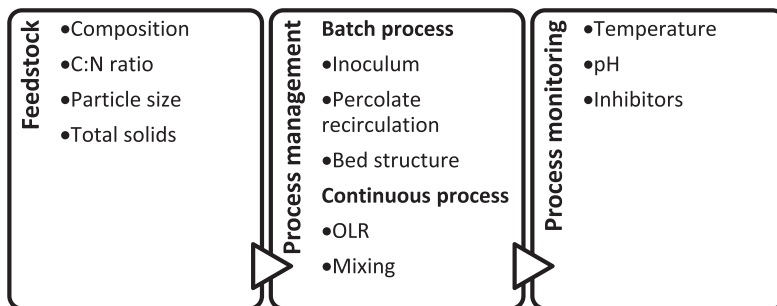 Feedstock
•Composition
•C:N ratio
•Particle size
•Total solids
Process management
Batch process
•Inoculum
•Percolate
recirculation
•Bed structure
Continuous process
•OLR
•Mixing
Process monitoring
•Temperature
•pH
•Inhibitors